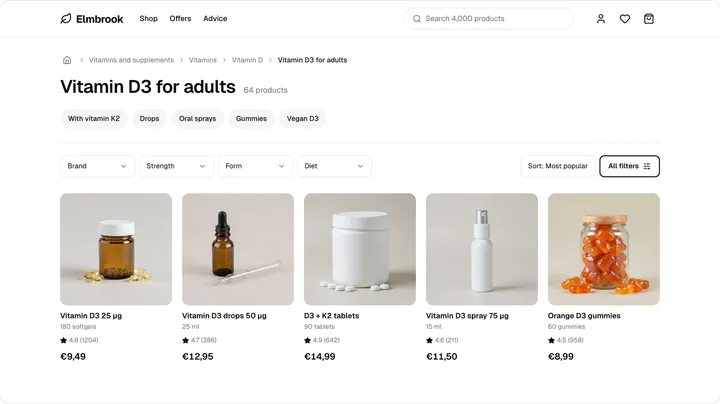 Elmbrook
Shop Offers Advice
Search 4,000 products
Vitamins and supplements > Vitamins > Vitamin D > Vitamin D3 for adults
Vitamin D3 for adults 64 products
With vitamin K2 Drops Oral sprays Gummies Vegan D3
Brand Strength Form Diet Sort: Most popular All filters
Vitamin D3 25 µg
180 softgels
4.8 (1204)
€9,49
Vitamin D3 drops 50 µg
25 ml
4.7 (386)
€12,95
D3 + K2 tablets
90 tablets
4.9 (642)
€14,99
Vitamin D3 spray 75 µg
15 ml
4.6 (211)
€11,50
Orange D3 gummies
60 gummies
4.5 (958)
€8,99